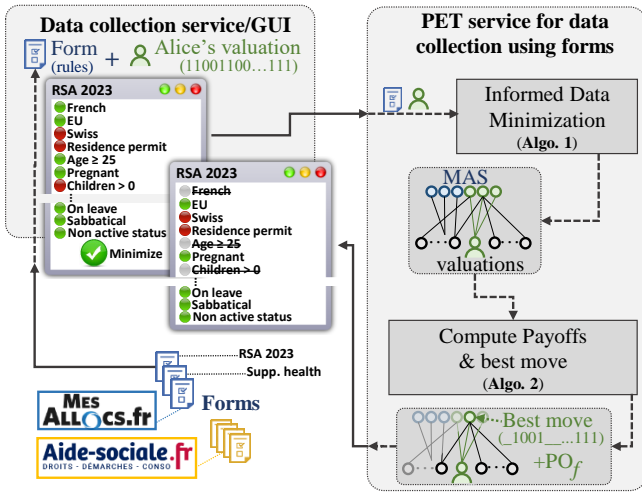 Data collection service/GUI
Form
(rules)
+
Alice's valuation
(11001100…111)
RSA 2023
French
EU
Swiss
Residence permit
Age ≥ 25
Pregnant
Children > 0
⋮
On leave
Sabbatical
Non active status
Minimize
RSA 2023
French
EU
Swiss
Residence permit
Age ≥ 25
Pregnant
Children > 0
⋮
On leave
Sabbatical
Non active status
RSA 2023
Supp. health
Forms
MES
ALLOCS.fr
Aide-sociale.fr
DROITS - DÉMARCHES - CONSO
PET service for data
collection using forms
Informed Data
Minimization
(Algo. 1)
MAS
valuations
Compute Payoffs
& best move
(Algo. 2)
Best move
(_1001__...111)
+PO_f